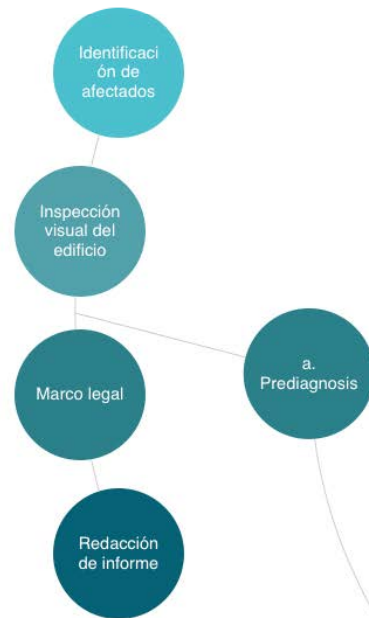 Identificaci
ón de
afectados
Inspección
visual del
edificio
Marco legal
a.
Prediagnosis
Redacción
de informe